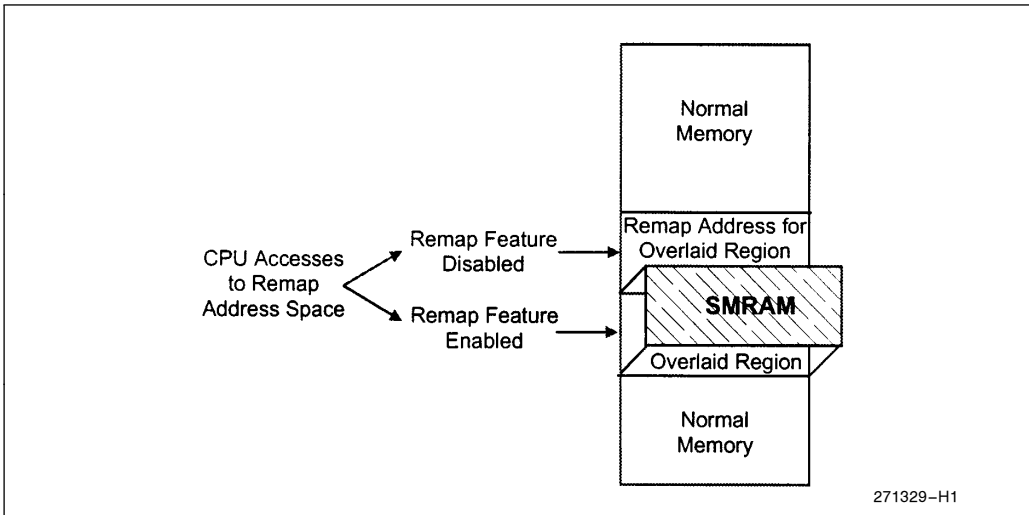 Normal
Memory
Remap Address for
Overlaid Region
CPU Accesses
to Remap
Address Space
Remap Feature
Disabled
Remap Feature
Enabled
SMRAM
Overlaid Region
Normal
Memory
271329–H1